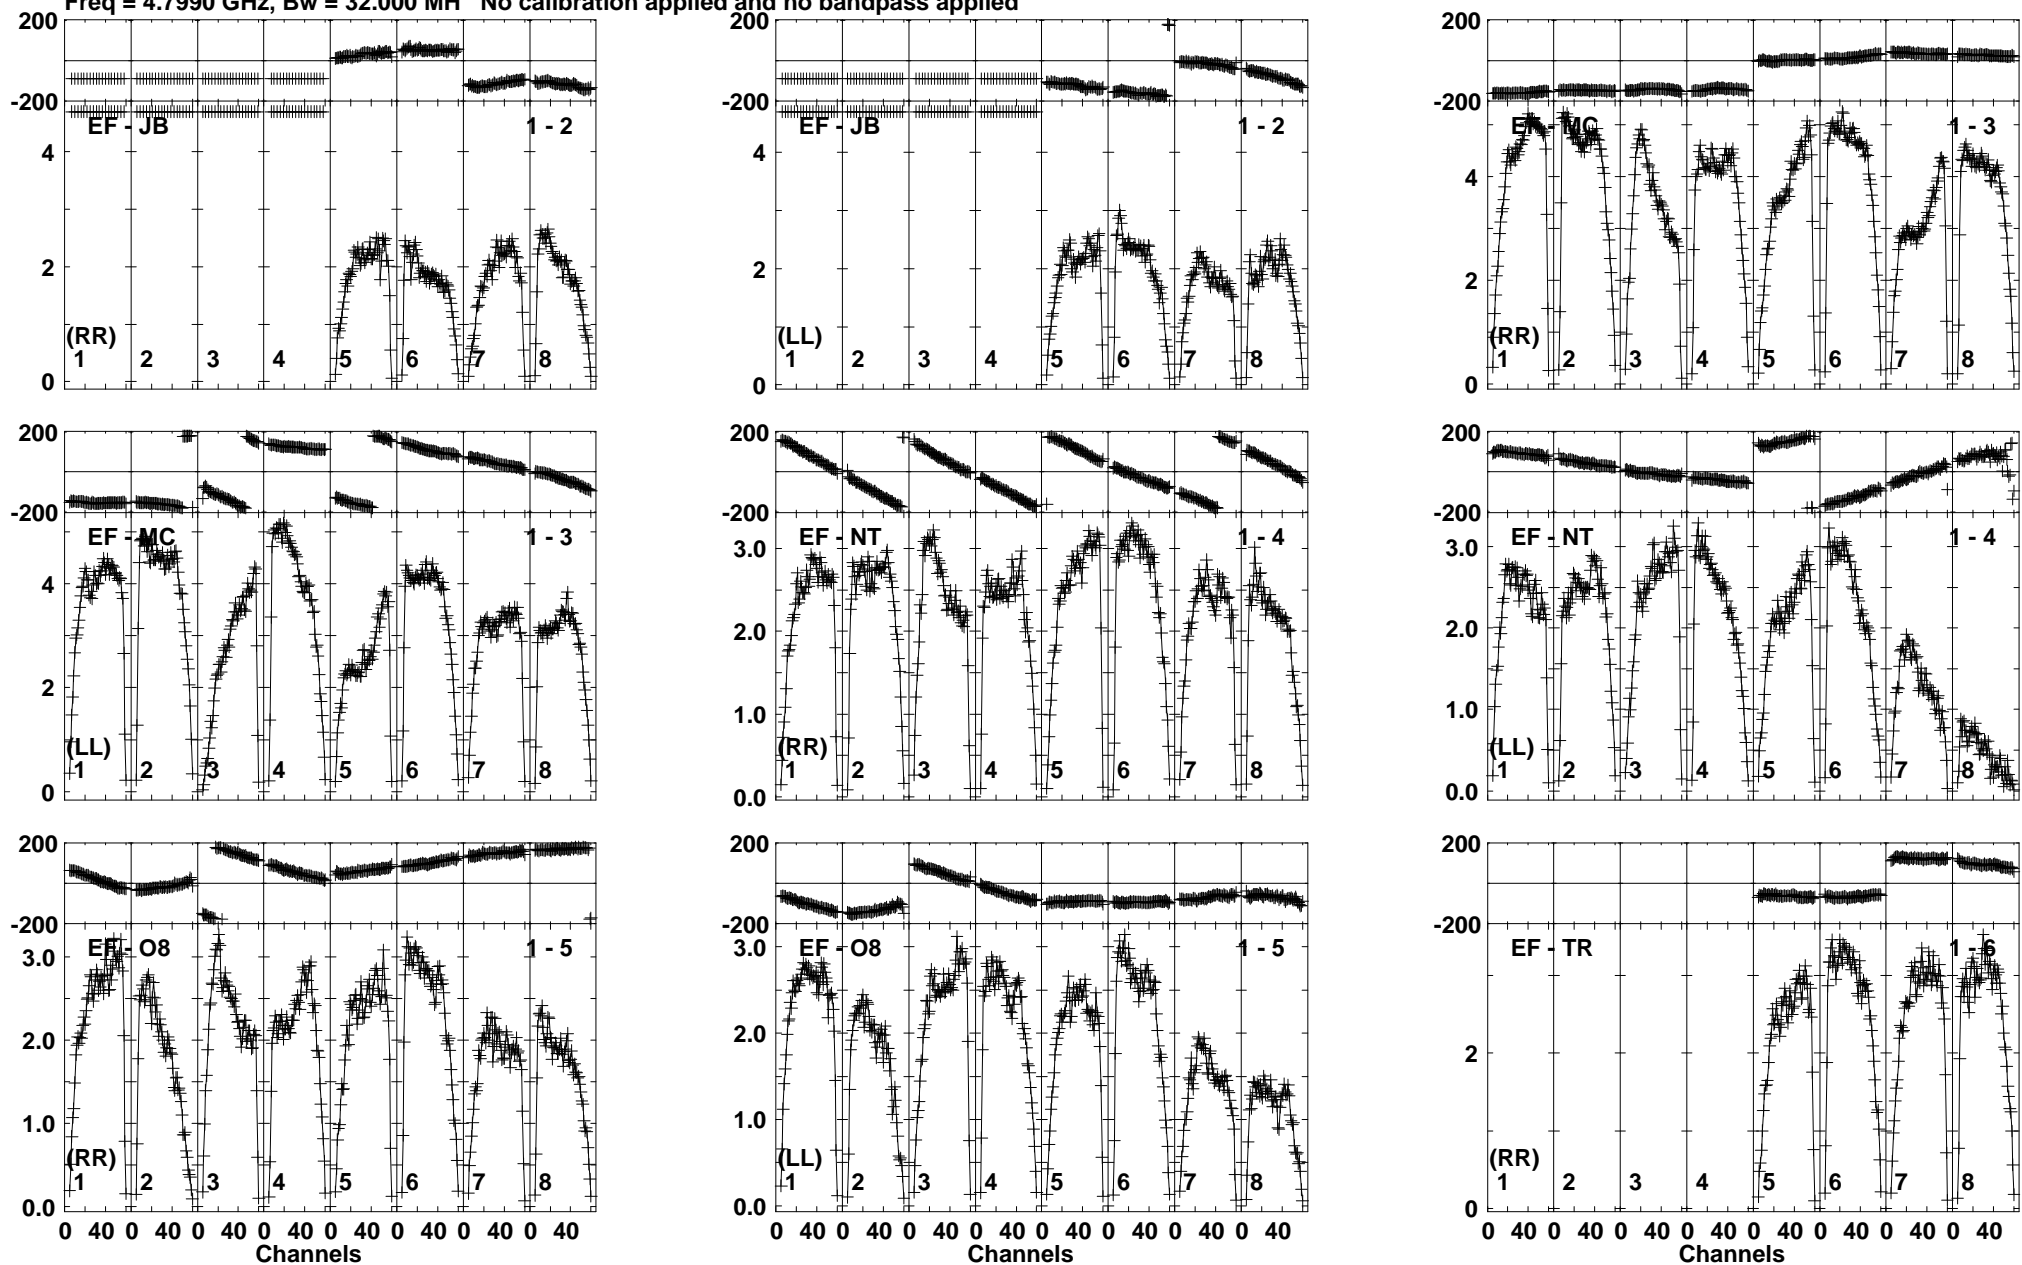 Freq = 4.7990 GHz, Bw = 32.000 MH No calibration applied and no bandpass applied
200
-200
EF - JB 1 - 2
4
2
0
(RR)
1 2 3 4 5 6 7 8
EF - JB 1 - 2
4
2
0
(LL)
1 2 3 4 5 6 7 8
200
-200
EF - MC 1 - 3
4
2
0
(RR)
1 2 3 4 5 6 7 8
200
-200
EF - MC 1 - 3
4
2
0
(LL)
1 2 3 4 5 6 7 8
200
-200
EF - NT 1 - 4
3.0
2.0
1.0
0.0
(RR)
1 2 3 4 5 6 7 8
200
-200
EF - NT 1 - 4
3.0
2.0
1.0
0.0
(LL)
1 2 3 4 5 6 7 8
200
-200
EF - O8 1 - 5
3.0
2.0
1.0
0.0
(RR)
1 2 3 4 5 6 7 8
0 40 0 40 0 40 0 40 0 40 0 40 0 40 0 40
Channels
200
-200
EF - O8 1 - 5
3.0
2.0
1.0
0.0
(LL)
1 2 3 4 5 6 7 8
0 40 0 40 0 40 0 40 0 40 0 40 0 40 0 40
Channels
200
-200
EF - TR 1 - 6
2
0
(RR)
1 2 3 4 5 6 7 8
0 40 0 40 0 40 0 40 0 40 0 40 0 40 0 40
Channels